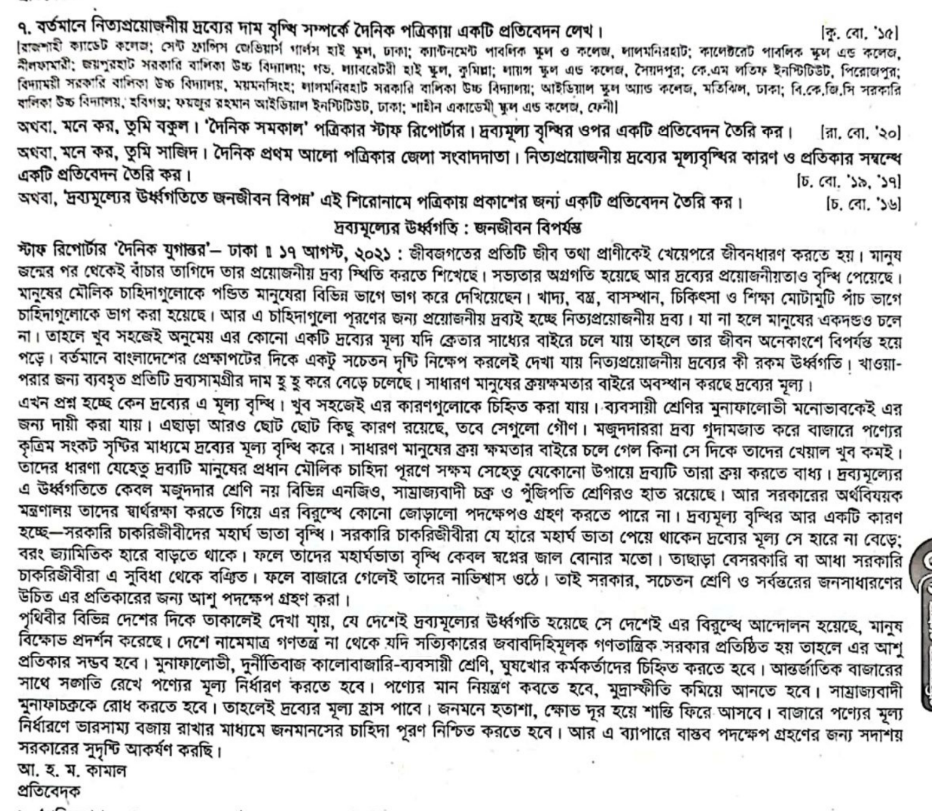 ৭. বর্তমানে নিত্যপ্রয়োজনীয় দ্রব্যের দাম বৃদ্ধি সম্পর্কে দৈনিক পত্রিকায় একটি প্রতিবেদন লেখ। [কু. বো. '১৫]
[রাজশাহী ক্যাডেট কলেজ; সেন্ট ফ্রান্সিস জেভিয়ার্স গার্লস হাই স্কুল, ঢাকা; ক্যান্টনমেন্ট পাবলিক স্কুল ও কলেজ, লালমনিরহাট; কালেক্টরেট পাবলিক স্কুল এন্ড কলেজ,
নীলফামারী; জয়পুরহাট সরকারি বালিকা উচ্চ বিদ্যালয়; গভ. ল্যাবরেটরী হাই স্কুল, কুমিল্লা; লায়ন্স স্কুল এন্ড কলেজ, সৈয়দপুর; কে.এম লতিফ ইনস্টিটিউট, পিরোজপুর;
বিদ্যাময়ী সরকারি বালিকা উচ্চ বিদ্যালয়, ময়মনসিংহ; লালমনিরহাট সরকারি বালিকা উচ্চ বিদ্যালয়; আইডিয়াল স্কুল অ্যান্ড কলেজ, মতিঝিল, ঢাকা; বি.কে.জি.সি সরকারি
বালিকা উচ্চ বিদ্যালয়, হবিগঞ্জ; ফয়জুর রহমান আইডিয়াল ইনস্টিটিউট, ঢাকা; শাহীন একাডেমী স্কুল এন্ড কলেজ, ফেনী]
অথবা, মনে কর, তুমি বকুল। 'দৈনিক সমকাল' পত্রিকার স্টাফ রিপোর্টার। দ্রব্যমূল্য বৃদ্ধির ওপর একটি প্রতিবেদন তৈরি কর। [রা. বো. '২০]
অথবা, মনে কর, তুমি সাজিদ। দৈনিক প্রথম আলো পত্রিকার জেলা সংবাদদাতা। নিত্যপ্রয়োজনীয় দ্রব্যের মূল্যবৃদ্ধির কারণ ও প্রতিকার সম্বন্ধে
একটি প্রতিবেদন তৈরি কর। [চ. বো. '১৯, '১৭]
অথবা, 'দ্রব্যমূল্যের ঊর্ধ্বগতিতে জনজীবন বিপন্ন' এই শিরোনামে পত্রিকায় প্রকাশের জন্য একটি প্রতিবেদন তৈরি কর। [চ. বো. '১৬]
দ্রব্যমূল্যের ঊর্ধ্বগতি : জনজীবন বিপর্যস্ত
স্টাফ রিপোর্টার 'দৈনিক যুগান্তর'– ঢাকা ॥ ১৭ আগস্ট, ২০২১ : জীবজগতের প্রতিটি জীব তথা প্রাণীকেই খেয়েপরে জীবনধারণ করতে হয়। মানুষ
জন্মের পর থেকেই বাঁচার তাগিদে তার প্রয়োজনীয় দ্রব্য স্থিতি করতে শিখেছে। সভ্যতার অগ্রগতি হয়েছে আর দ্রব্যের প্রয়োজনীয়তাও বৃদ্ধি পেয়েছে।
মানুষের মৌলিক চাহিদাগুলোকে পন্ডিত মানুষেরা বিভিন্ন ভাগে ভাগ করে দেখিয়েছেন। খাদ্য, বস্ত্র, বাসস্থান, চিকিৎসা ও শিক্ষা মোটামুটি পাঁচ ভাগে
চাহিদাগুলোকে ভাগ করা হয়েছে। আর এ চাহিদাগুলো পূরণের জন্য প্রয়োজনীয় দ্রব্যই হচ্ছে নিত্যপ্রয়োজনীয় দ্রব্য। যা না হলে মানুষের একদন্ডও চলে
না। তাহলে খুব সহজেই অনুমেয় এর কোনো একটি দ্রব্যের মূল্য যদি ক্রেতার সাধ্যের বাইরে চলে যায় তাহলে তার জীবন অনেকাংশে বিপর্যস্ত হয়ে
পড়ে। বর্তমানে বাংলাদেশের প্রেক্ষাপটের দিকে একটু সচেতন দৃষ্টি নিক্ষেপ করলেই দেখা যায় নিত্যপ্রয়োজনীয় দ্রব্যের কী রকম ঊর্ধ্বগতি। খাওয়া-
পরার জন্য ব্যবহৃত প্রতিটি দ্রব্যসামগ্রীর দাম হু হু করে বেড়ে চলেছে। সাধারণ মানুষের ক্রয়ক্ষমতার বাইরে অবস্থান করছে দ্রব্যের মূল্য।
এখন প্রশ্ন হচ্ছে কেন দ্রব্যের এ মূল্য বৃদ্ধি। খুব সহজেই এর কারণগুলোকে চিহ্নিত করা যায়। ব্যবসায়ী শ্রেণির মুনাফালোভী মনোভাবকেই এর
জন্য দায়ী করা যায়। এছাড়া আরও ছোট ছোট কিছু কারণ রয়েছে, তবে সেগুলো গৌণ। মজুদদাররা দ্রব্য গুদামজাত করে বাজারে পণ্যের
কৃত্রিম সংকট সৃষ্টির মাধ্যমে দ্রব্যের মূল্য বৃদ্ধি করে। সাধারণ মানুষের ক্রয় ক্ষমতার বাইরে চলে গেল কিনা সে দিকে তাদের খেয়াল খুব কমই।
তাদের ধারণা যেহেতু দ্রব্যটি মানুষের প্রধান মৌলিক চাহিদা পূরণে সক্ষম সেহেতু যেকোনো উপায়ে দ্রব্যটি তারা ক্রয় করতে বাধ্য। দ্রব্যমূল্যের
এ ঊর্ধ্বগতিতে কেবল মজুদদার শ্রেণি নয় বিভিন্ন এনজিও, সাম্রাজ্যবাদী চক্র ও পুঁজিপতি শ্রেণিরও হাত রয়েছে। আর সরকারের অর্থবিষয়ক
মন্ত্রণালয় তাদের স্বার্থরক্ষা করতে গিয়ে এর বিরুদ্ধে কোনো জোড়ালো পদক্ষেপও গ্রহণ করতে পারে না। দ্রব্যমূল্য বৃদ্ধির আর একটি কারণ
হচ্ছে—সরকারি চাকরিজীবীদের মহার্ঘ ভাতা বৃদ্ধি। সরকারি চাকরিজীবীরা যে হারে মহার্ঘ ভাতা পেয়ে থাকেন দ্রব্যের মূল্য সে হারে না বেড়ে;
বরং জ্যামিতিক হারে বাড়তে থাকে। ফলে তাদের মহার্ঘভাতা বৃদ্ধি কেবল স্বপ্নের জাল বোনার মতো। তাছাড়া বেসরকারি বা আধা সরকারি
চাকরিজীবীরা এ সুবিধা থেকে বঞ্চিত। ফলে বাজারে গেলেই তাদের নাভিশ্বাস ওঠে। তাই সরকার, সচেতন শ্রেণি ও সর্বস্তরের জনসাধারণের
উচিত এর প্রতিকারের জন্য আশু পদক্ষেপ গ্রহণ করা।
পৃথিবীর বিভিন্ন দেশের দিকে তাকালেই দেখা যায়, যে দেশেই দ্রব্যমূল্যের ঊর্ধ্বগতি হয়েছে সে দেশেই এর বিরুদ্ধে আন্দোলন হয়েছে, মানুষ
বিক্ষোভ প্রদর্শন করেছে। দেশে নামেমাত্র গণতন্ত্র না থেকে যদি সত্যিকারের জবাবদিহিমূলক গণতান্ত্রিক সরকার প্রতিষ্ঠিত হয় তাহলে এর আশু
প্রতিকার সম্ভব হবে। মুনাফালোভী, দুর্নীতিবাজ কালোবাজারি-ব্যবসায়ী শ্রেণি, ঘুষখোর কর্মকর্তাদের চিহ্নিত করতে হবে। আন্তর্জাতিক বাজারের
সাথে সঙ্গতি রেখে পণ্যের মূল্য নির্ধারণ করতে হবে। পণ্যের মান নিয়ন্ত্রণ কবতে হবে, মুদ্রাস্ফীতি কমিয়ে আনতে হবে। সাম্রাজ্যবাদী
মুনাফাচক্রকে রোধ করতে হবে। তাহলেই দ্রব্যের মূল্য হ্রাস পাবে। জনমনে হতাশা, ক্ষোভ দূর হয়ে শান্তি ফিরে আসবে। বাজারে পণ্যের মূল্য
নির্ধারণে ভারসাম্য বজায় রাখার মাধ্যমে জনমানসের চাহিদা পূরণ নিশ্চিত করতে হবে। আর এ ব্যাপারে বাস্তব পদক্ষেপ গ্রহণের জন্য সদাশয়
সরকারের সুদৃষ্টি আকর্ষণ করছি।
আ. হ. ম. কামাল
প্রতিবেদক